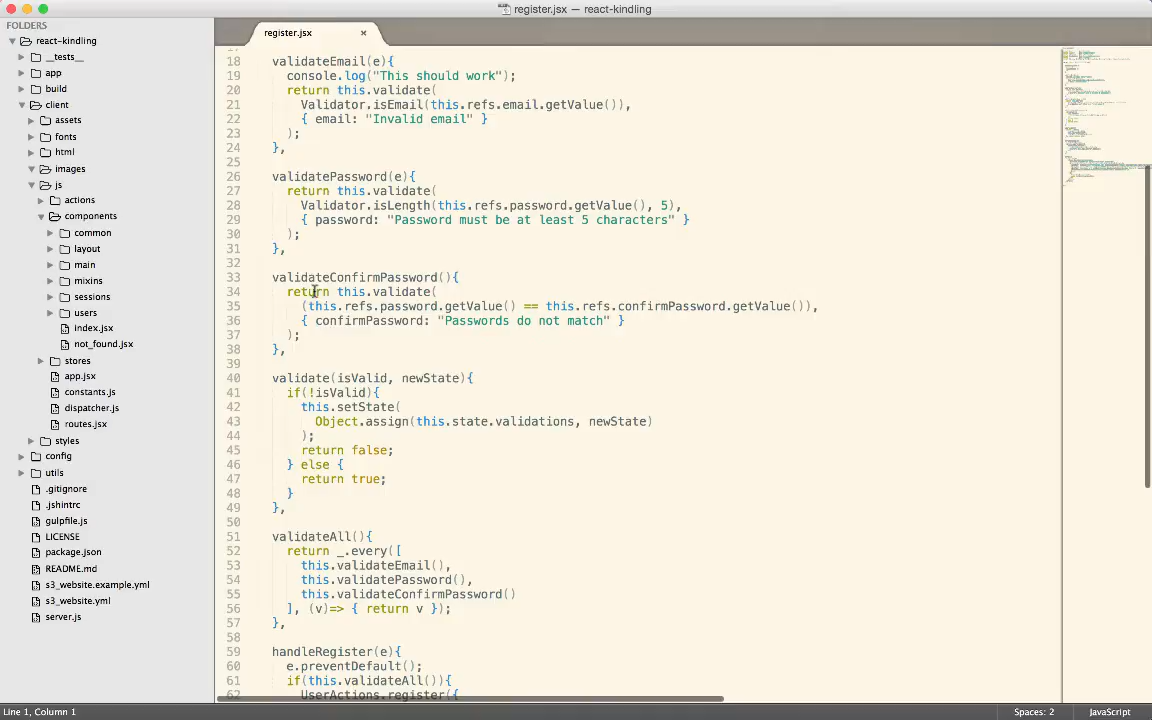 register.jsx — react-kindling
FOLDERS
react-kindling
__tests__
app
build
client
assets
fonts
html
images
js
actions
components
common
layout
main
mixins
sessions
users
index.jsx
not_found.jsx
stores
app.jsx
constants.js
dispatcher.js
routes.jsx
styles
config
utils
.gitignore
.jshintrc
gulpfile.js
LICENSE
package.json
README.md
s3_website.example.yml
s3_website.yml
server.js
register.jsx ×
18 validateEmail(e){
19 console.log("This should work");
20 return this.validate(
21 Validator.isEmail(this.refs.email.getValue()),
22 { email: "Invalid email" }
23 );
24 },
25
26 validatePassword(e){
27 return this.validate(
28 Validator.isLength(this.refs.password.getValue(), 5),
29 { password: "Password must be at least 5 characters" }
30 );
31 },
32
33 validateConfirmPassword(){
34 return this.validate(
35 (this.refs.password.getValue() == this.refs.confirmPassword.getValue()),
36 { confirmPassword: "Passwords do not match" }
37 );
38 },
39
40 validate(isValid, newState){
41 if(!isValid){
42 this.setState(
43 Object.assign(this.state.validations, newState)
44 );
45 return false;
46 } else {
47 return true;
48 }
49 },
50
51 validateAll(){
52 return _.every([
53 this.validateEmail(),
54 this.validatePassword(),
55 this.validateConfirmPassword()
56 ], (v)=> { return v });
57 },
58
59 handleRegister(e){
60 e.preventDefault();
61 if(this.validateAll()){
62 UserActions.register({
Line 1, Column 1
Spaces: 2
JavaScript